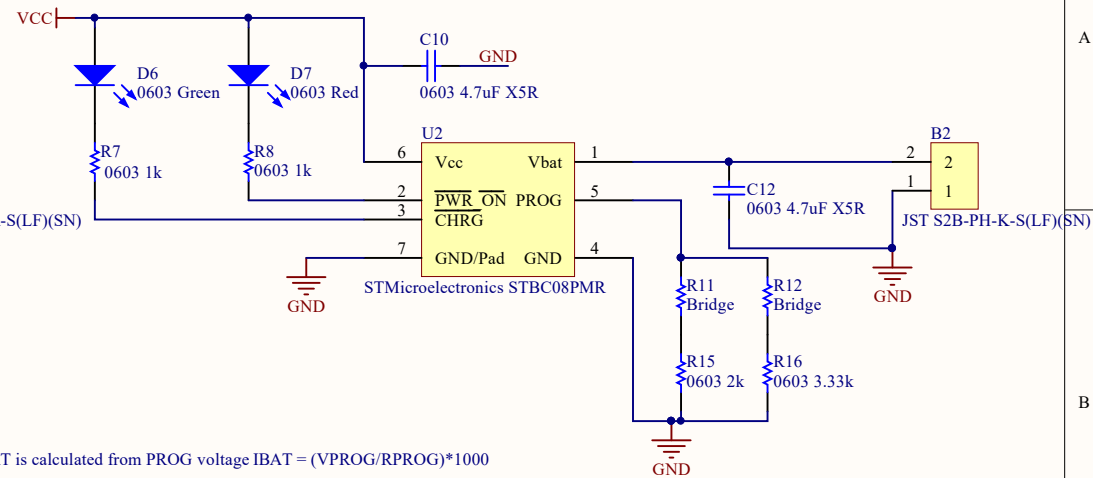 VCC
C10
GND
A
D6
0603 Green
D7
0603 Red
0603 4.7uF X5R
U2
B2
R7
0603 1k
R8
0603 1k
6
Vcc
Vbat
1
2
2
2
PWR_ON
PROG
5
1
1
C12
0603 4.7uF X5R
3
CHRG
-S(LF)(SN)
JST S2B-PH-K-S(LF)(SN)
7
GND/Pad
GND
4
STMicroelectronics STBC08PMR
GND
GND
R11
Bridge
R12
Bridge
R15
0603 2k
R16
0603 3.33k
B
T is calculated from PROG voltage IBAT = (VPROG/RPROG)*1000
GND